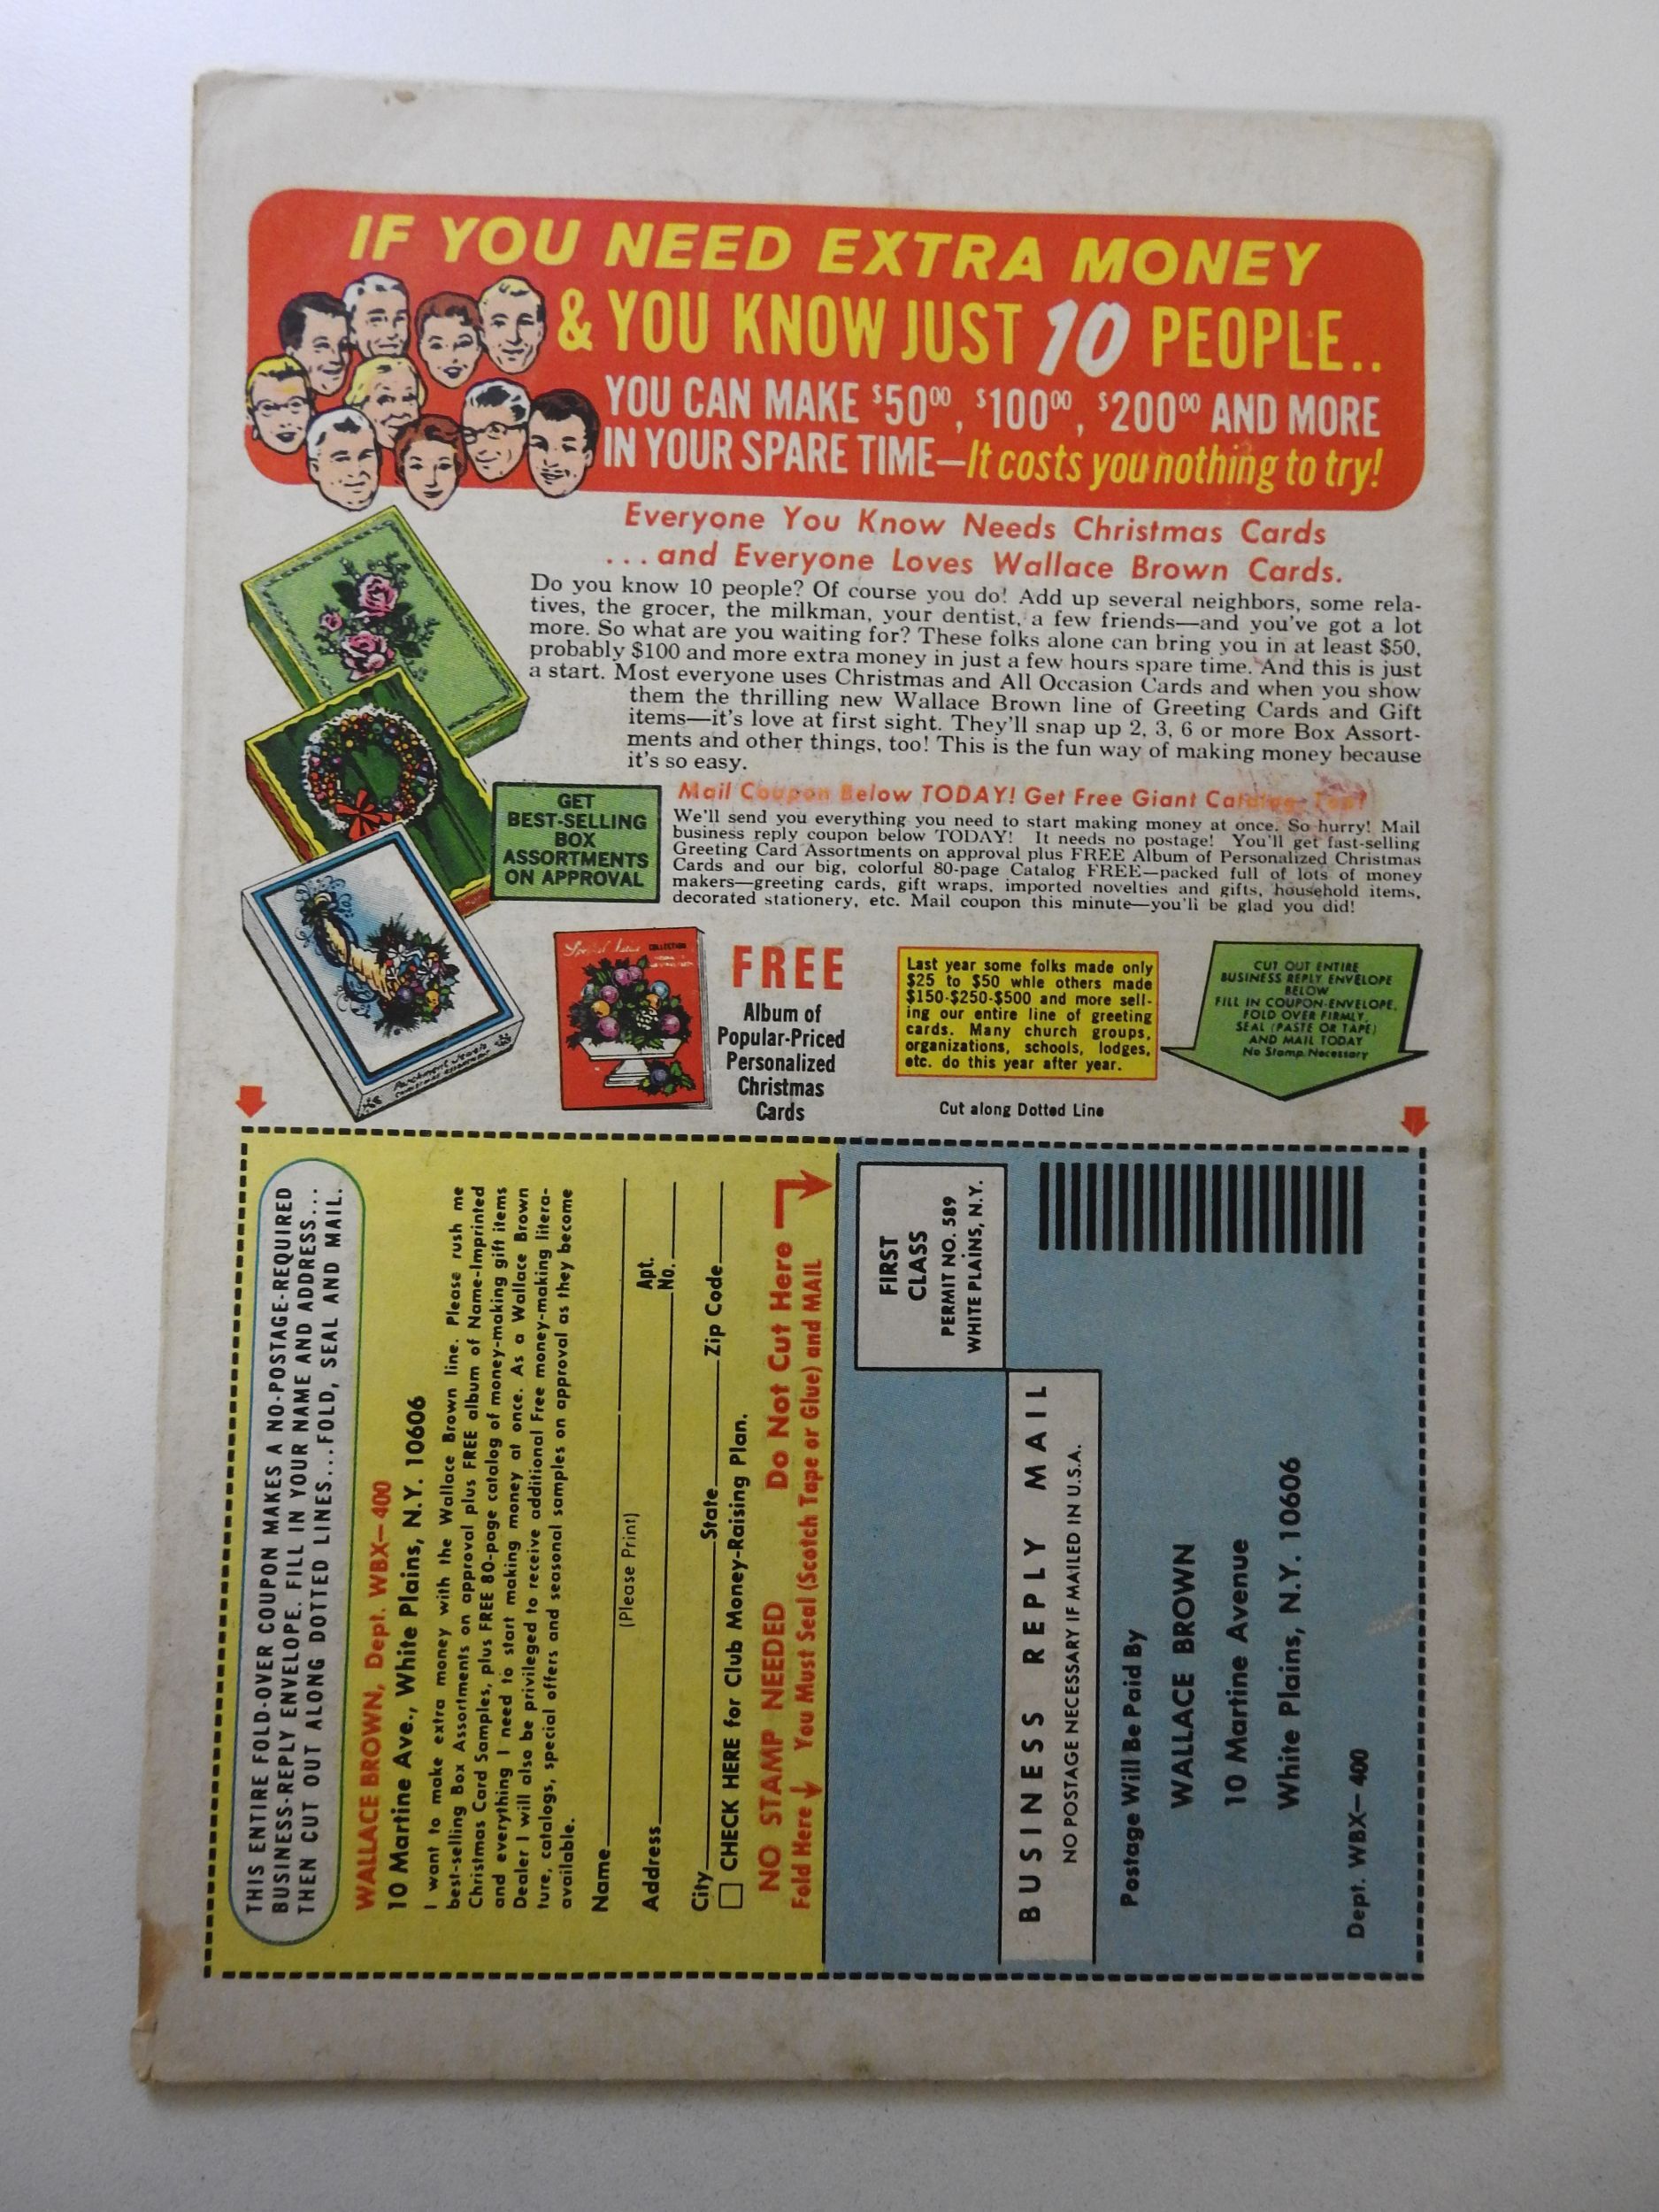 IF YOU NEED EXTRA MONEY
& YOU KNOW JUST 10 PEOPLE..
YOU CAN MAKE $50⁰⁰, $100⁰⁰, $200⁰⁰ AND MORE
IN YOUR SPARE TIME—It costs you nothing to try!
Everyone You Know Needs Christmas Cards
...and Everyone Loves Wallace Brown Cards.
Do you know 10 people? Of course you do! Add up several neighbors, some rela-
tives, the grocer, the milkman, your dentist, a few friends—and you've got a lot
more. So what are you waiting for? These folks alone can bring you in at least $50,
probably $100 and more extra money in just a few hours spare time. And this is just
a start. Most everyone uses Christmas and All Occasion Cards and when you show
them the thrilling new Wallace Brown line of Greeting Cards and Gift
items—it's love at first sight. They'll snap up 2, 3, 6 or more Box Assort-
ments and other things, too! This is the fun way of making money because
it's so easy.
GET
BEST-SELLING
BOX
ASSORTMENTS
ON APPROVAL
Mail Coupon Below TODAY! Get Free Giant Catalog Too!
We'll send you everything you need to start making money at once. So hurry! Mail
business reply coupon below TODAY! It needs no postage! You'll get fast-selling
Greeting Card Assortments on approval plus FREE Album of Personalized Christmas
Cards and our big, colorful 80-page Catalog FREE—packed full of lots of money
makers—greeting cards, gift wraps, imported novelties and gifts, household items,
decorated stationery, etc. Mail coupon this minute—you'll be glad you did!
COLLECTION
FREE
Album of
Popular-Priced
Personalized
Christmas
Cards
Last year some folks made only
$25 to $50 whle others made
$150-$250-$500 and more sell-
ing our entire line of greeting
cards. Many church groups,
organizations, schools, lodges,
etc. do this year after year.
Cut along Dotted Line
CUT OUT ENTIRE
BUSINESS REPLY ENVELOPE
BELOW
FILL IN COUPON-ENVELOPE,
FOLD OVER FIRMLY,
SEAL (PASTE OR TAPE)
AND MAIL TODAY
No Stamp Necessary
THIS ENTIRE FOLD-OVER COUPON MAKES A NO-POSTAGE-REQUIRED
BUSINESS-REPLY ENVELOPE. FILL IN YOUR NAME AND ADDRESS...
THEN CUT OUT ALONG DOTTED LINES...FOLD, SEAL AND MAIL.
WALLACE BROWN, Dept. WBX—400
10 Martine Ave., White Plains, N.Y. 10606
I want to make extra money with the Wallace Brown line. Please rush me
best-selling Box Assortments on approval plus FREE album of Name-Imprinted
Christmas Card Samples, plus FREE 80-page catalog of money-making gift items
and everything I need to start making money at once. As a Wallace Brown
Dealer I will also be privileged to receive additional Free money-making litera-
ture, catalogs, special offers and seasonal samples on approval as they become
available.
Name
(Please Print)
Address
Apt.
No.
City State Zip Code
CHECK HERE for Club Money-Raising Plan.
NO STAMP NEEDED Do Not Cut Here
Fold Here You Must Seal (Scotch Tape or Glue) and MAIL
FIRST
CLASS
PERMIT NO. 589
WHITE PLAINS, N.Y.
BUSINESS REPLY MAIL
NO POSTAGE NECESSARY IF MAILED IN U.S.A.
Postage Will Be Paid By
WALLACE BROWN
10 Martine Avenue
White Plains, N.Y. 10606
Dept. WBX—400